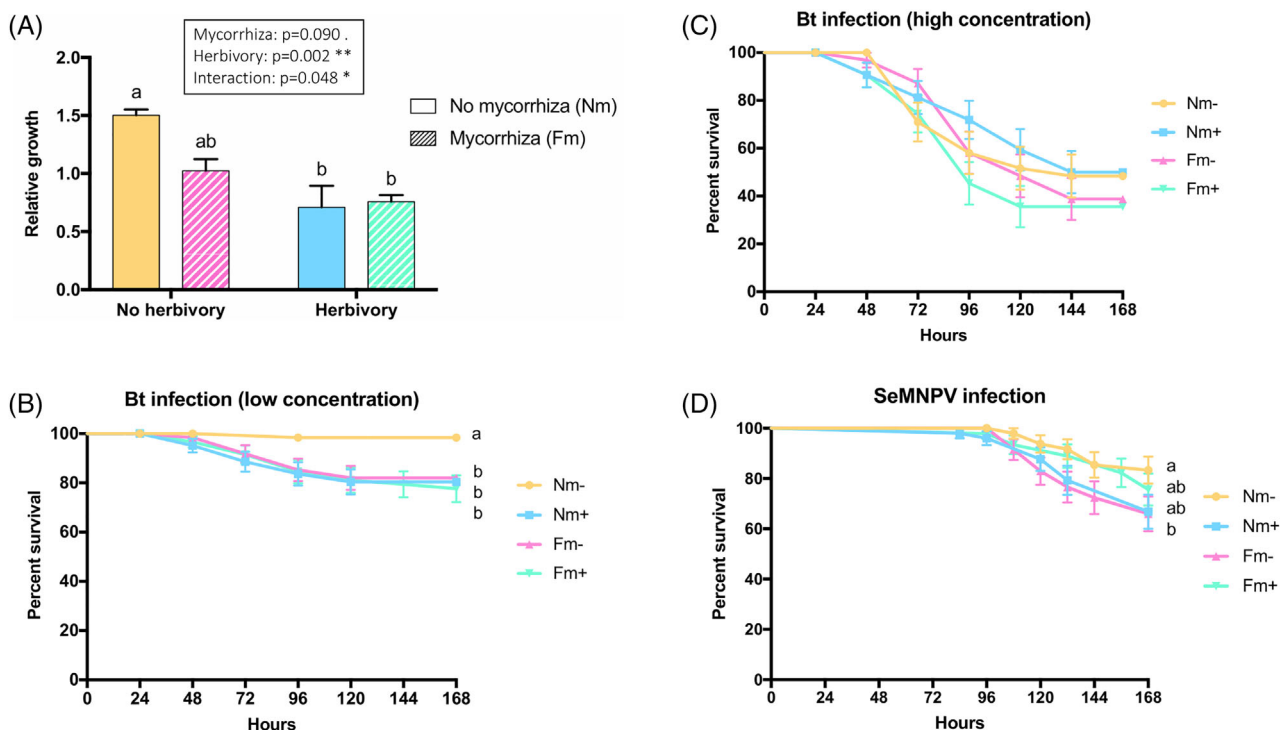 (A)
Mycorrhiza: p=0.090 .
Herbivory: p=0.002 **
Interaction: p=0.048 *
Relative growth
2.0
1.5
1.0
0.5
0.0
a
ab
b
b
No herbivory
Herbivory
No mycorrhiza (Nm)
Mycorrhiza (Fm)
(C)
Bt infection (high concentration)
Percent survival
100
80
60
40
20
0
0 24 48 72 96 120 144 168
Hours
Nm-
Nm+
Fm-
Fm+
(B)
Bt infection (low concentration)
Percent survival
100
80
60
40
20
0
0 24 48 72 96 120 144 168
Hours
a
b
b
b
Nm-
Nm+
Fm-
Fm+
(D)
SeMNPV infection
Percent survival
100
80
60
40
20
0
0 24 48 72 96 120 144 168
Hours
a
ab
ab
b
Nm-
Nm+
Fm-
Fm+